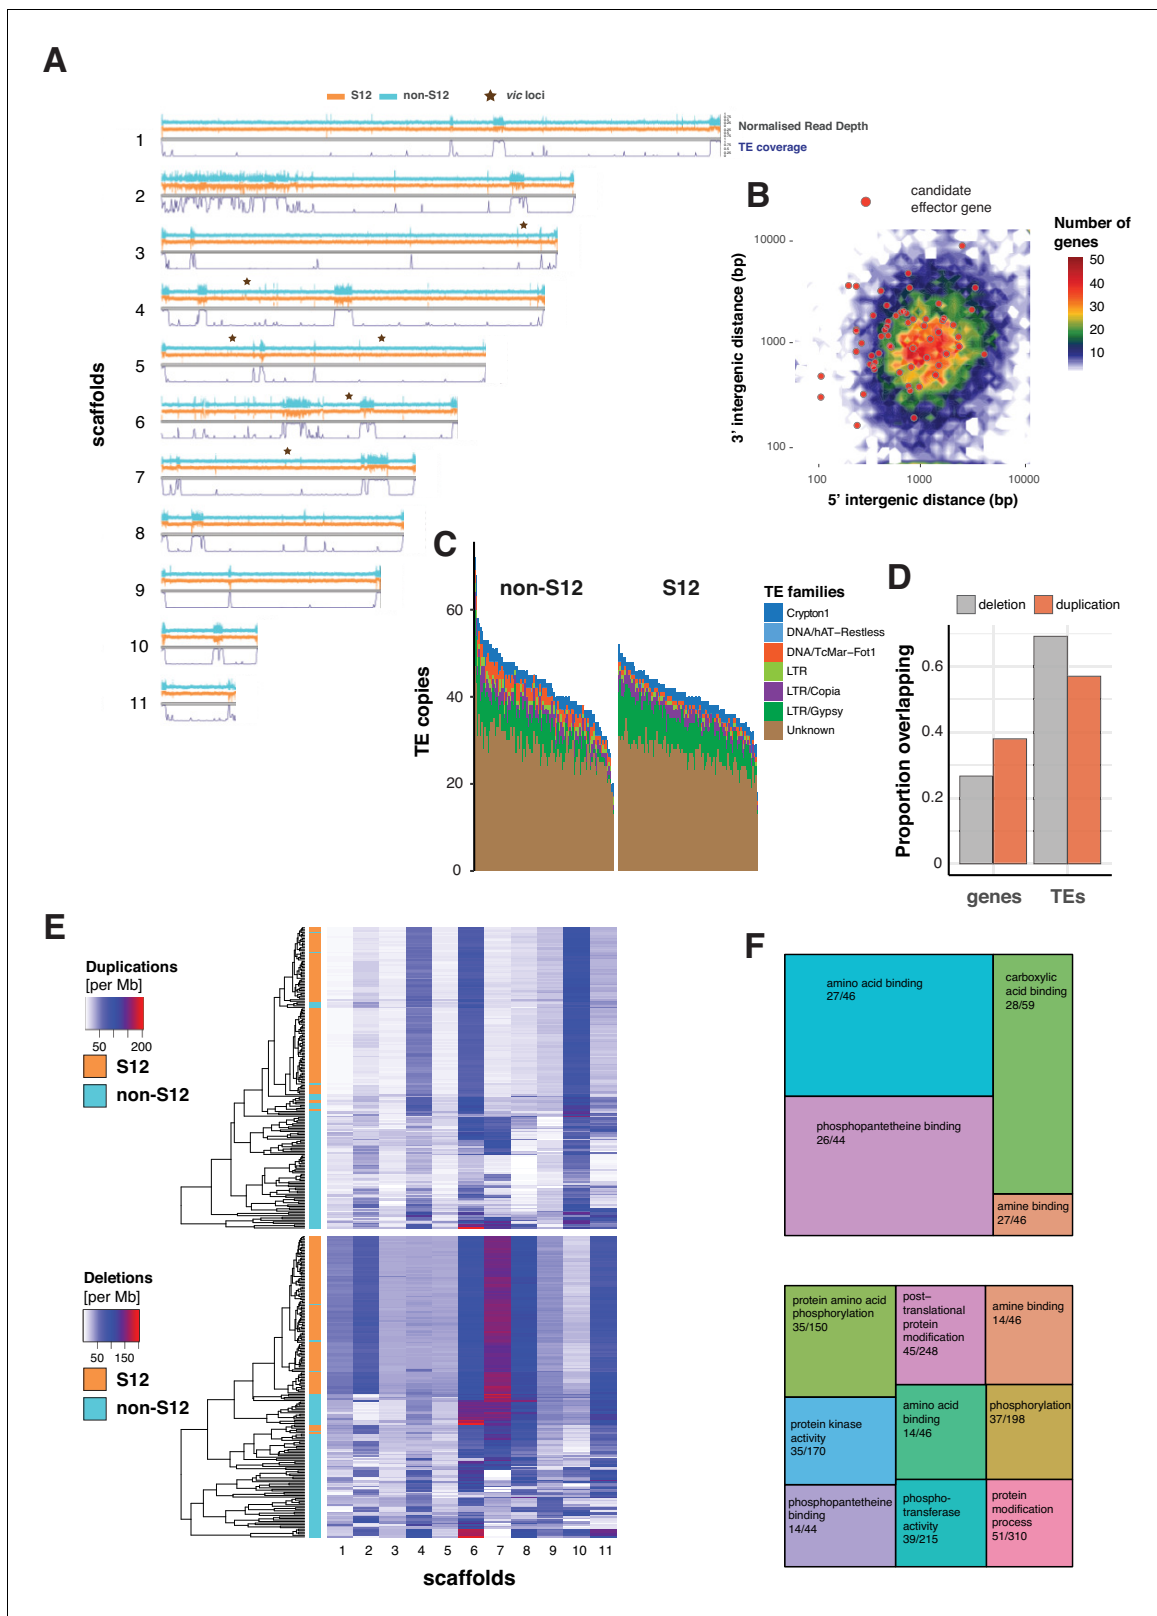 A
S12
non-S12
vic loci
1
Normalised Read Depth
TE coverage
2
3
4
5
6
7
8
9
10
11
scaffolds
B
candidate
effector gene
Number of
genes
50
40
30
20
10
10000
1000
100
3' intergenic distance (bp)
100
1000
10000
5' intergenic distance (bp)
C
non-S12
S12
TE copies
60
40
20
0
TE families
Crypton1
DNA/hAT-Restless
DNA/TcMar-Fot1
LTR
LTR/Copia
LTR/Gypsy
Unknown
D
deletion
duplication
Proportion overlapping
0.6
0.4
0.2
0
genes
TEs
E
Duplications
[per Mb]
50
200
S12
non-S12
Deletions
[per Mb]
50
150
S12
non-S12
1 2 3 4 5 6 7 8 9 10 11
scaffolds
F
amino acid binding
27/46
carboxylic
acid binding
28/59
phosphopantetheine binding
26/44
amine binding
27/46
protein amino acid
phosphorylation
35/150
post-
translational
protein
modification
45/248
amine binding
14/46
protein kinase
activity
35/170
amino acid
binding
14/46
phosphorylation
37/198
phosphopantetheine
binding
14/44
phospho-
transferase
activity
39/215
protein
modification
process
51/310